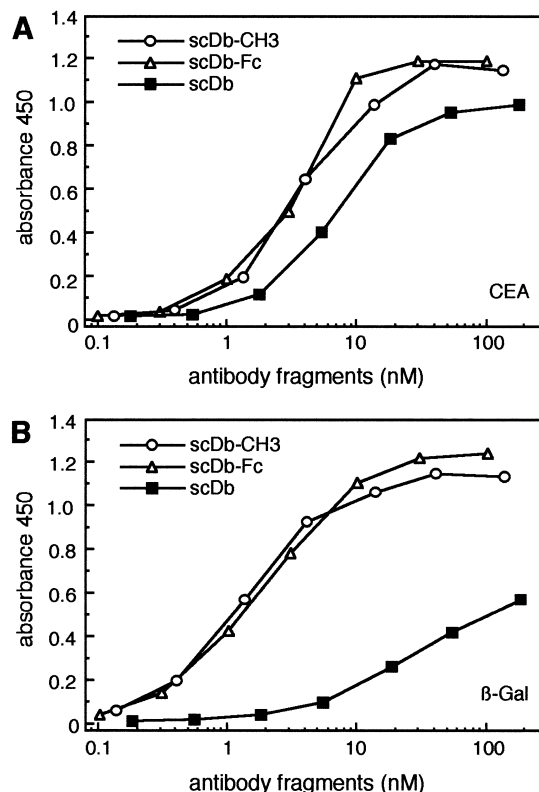 A
scDb-CH3
scDb-Fc
scDb
absorbance 450
1.4
1.2
1.0
0.8
0.6
0.4
0.2
0
CEA
0.1 1 10 100
antibody fragments (nM)
B
scDb-CH3
scDb-Fc
scDb
absorbance 450
1.4
1.2
1.0
0.8
0.6
0.4
0.2
0
ß-Gal
0.1 1 10 100
antibody fragments (nM)